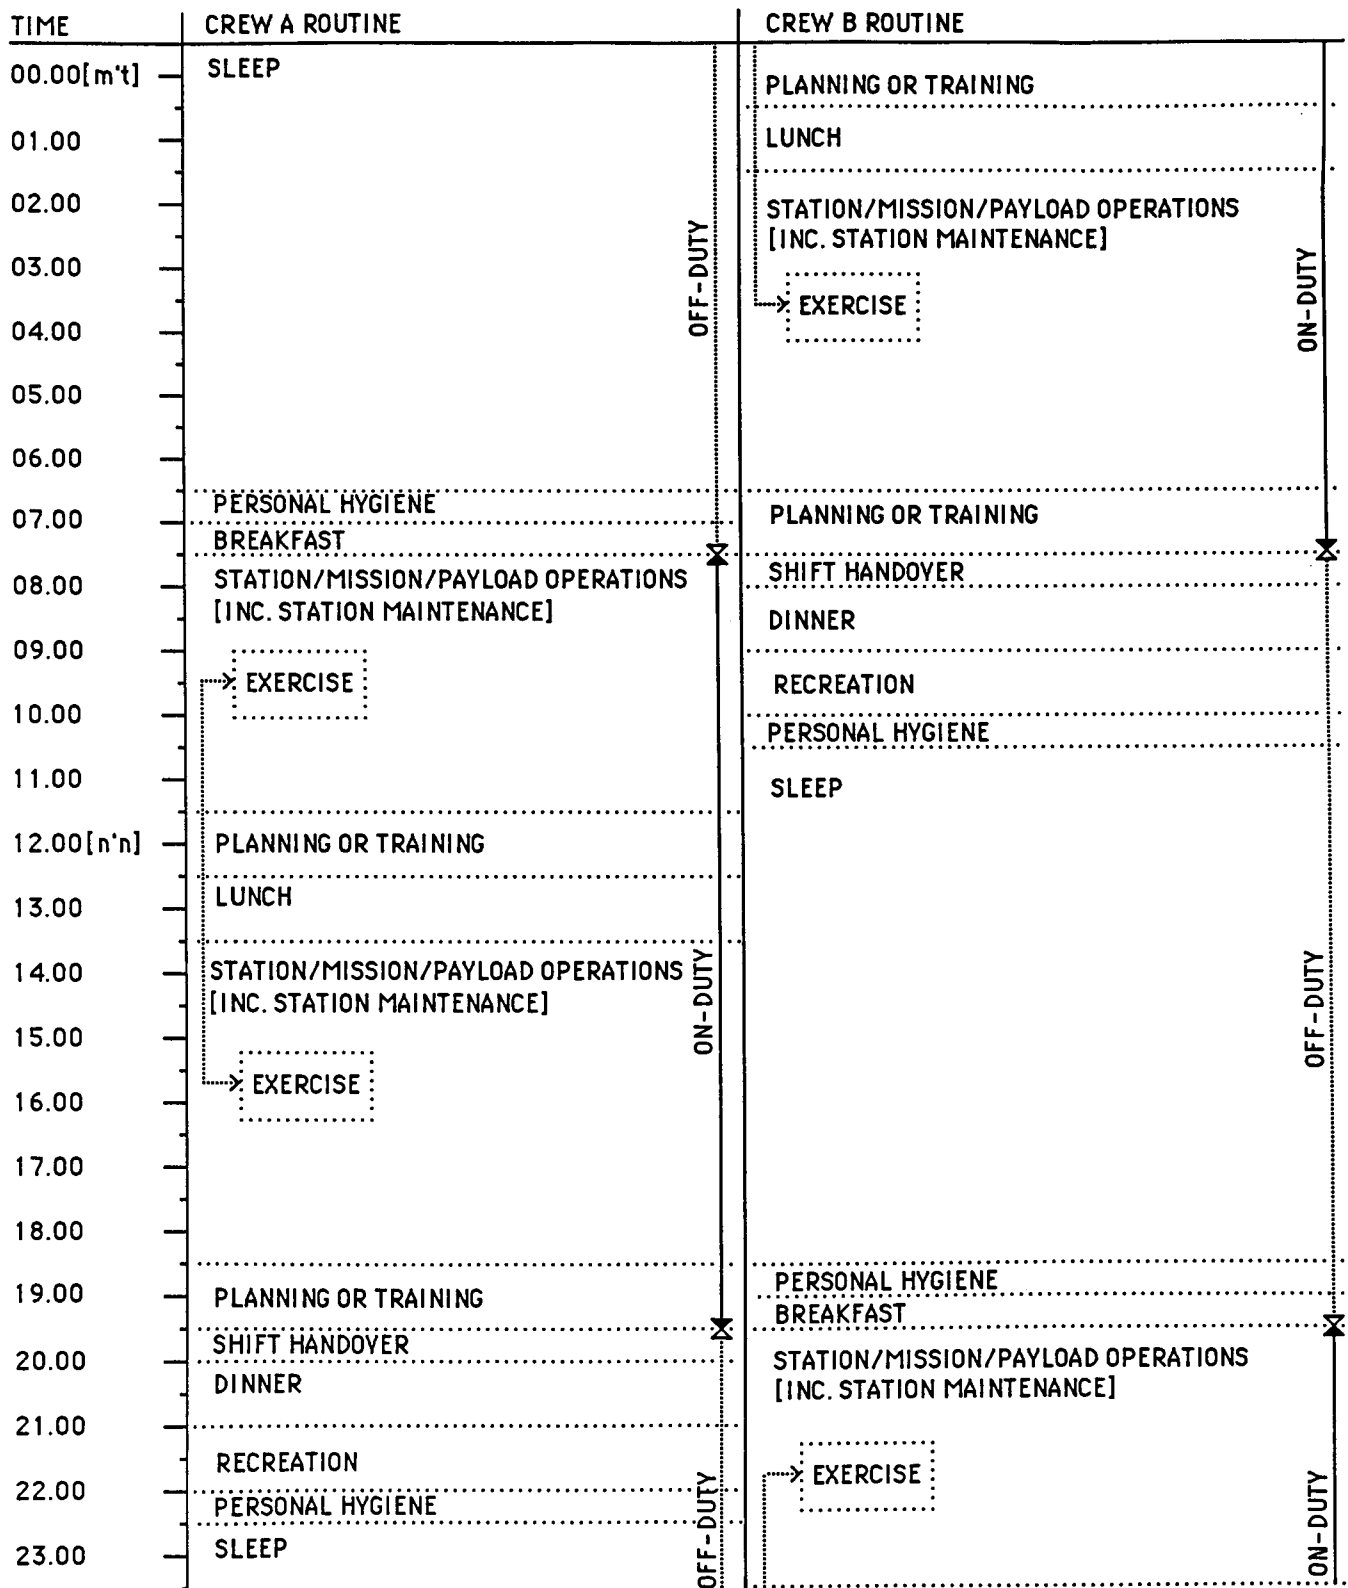 TIME CREW A ROUTINE CREW B ROUTINE
00.00[m't] SLEEP
PLANNING OR TRAINING
01.00 LUNCH
02.00 STATION/MISSION/PAYLOAD OPERATIONS
[INC. STATION MAINTENANCE]
OFF-DUTY
03.00
EXERCISE
ON-DUTY
04.00
05.00
06.00
PERSONAL HYGIENE
07.00 PLANNING OR TRAINING
BREAKFAST
08.00 STATION/MISSION/PAYLOAD OPERATIONS SHIFT HANDOVER
[INC. STATION MAINTENANCE] DINNER
09.00
EXERCISE RECREATION
10.00
PERSONAL HYGIENE
11.00 SLEEP
12.00[n'n] PLANNING OR TRAINING
13.00 LUNCH
14.00 STATION/MISSION/PAYLOAD OPERATIONS
[INC. STATION MAINTENANCE]
ON-DUTY
OFF-DUTY
15.00
EXERCISE
16.00
17.00
18.00
PERSONAL HYGIENE
19.00 PLANNING OR TRAINING
BREAKFAST
SHIFT HANDOVER
20.00 STATION/MISSION/PAYLOAD OPERATIONS
DINNER [INC. STATION MAINTENANCE]
21.00
RECREATION EXERCISE
22.00
PERSONAL HYGIENE
OFF-DUTY
ON-DUTY
23.00 SLEEP